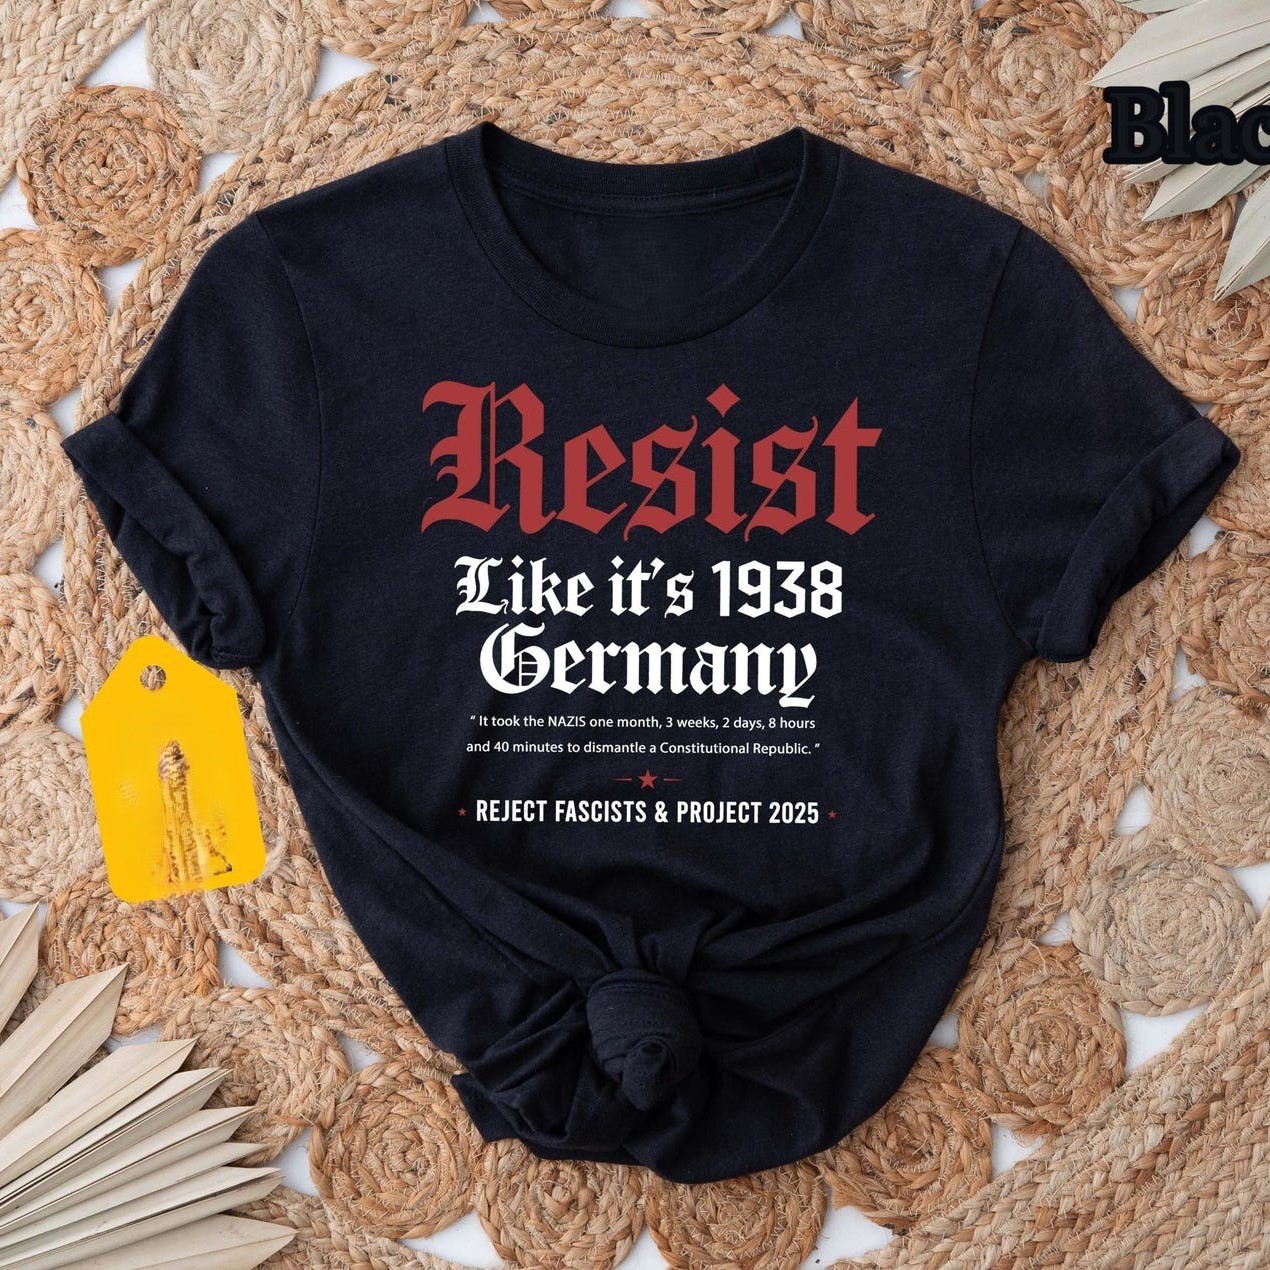 Blac
Resist
Like it's 1938
Germany
" It took the NAZIS one month, 3 weeks, 2 days, 8 hours
and 40 minutes to dismantle a Constitutional Republic. "
REJECT FASCISTS & PROJECT 2025